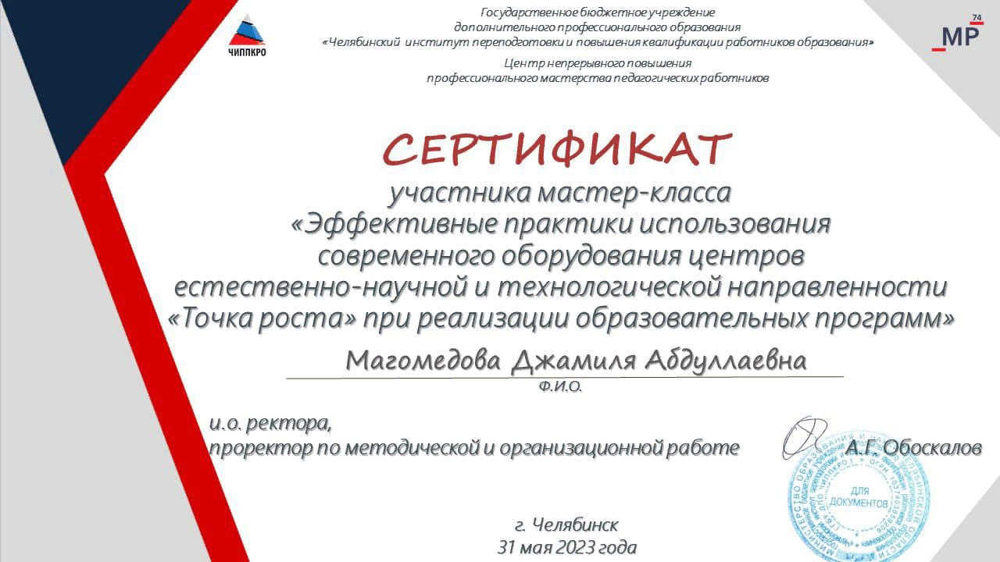 Государственное бюджетное учреждение
дополнительного профессионального образования
«Челябинский институт переподготовки и повышения квалификации работников образования»
Центр непрерывного повышения
профессионального мастерства педагогических работников
ЧИППКРО
74
МР
СЕРТИФИКАТ
участника мастер-класса
«Эффективные практики использования
современного оборудования центров
естественно-научной и технологической направленности
«Точка роста» при реализации образовательных программ»
Магомедова Джамиля Абдуллаевна
Ф.И.О.
и.о. ректора,
проректор по методической и организационной работе
А.Г. Обоскалов
ДЛЯ
ДОКУМЕНТОВ
г. Челябинск
31 мая 2023 года